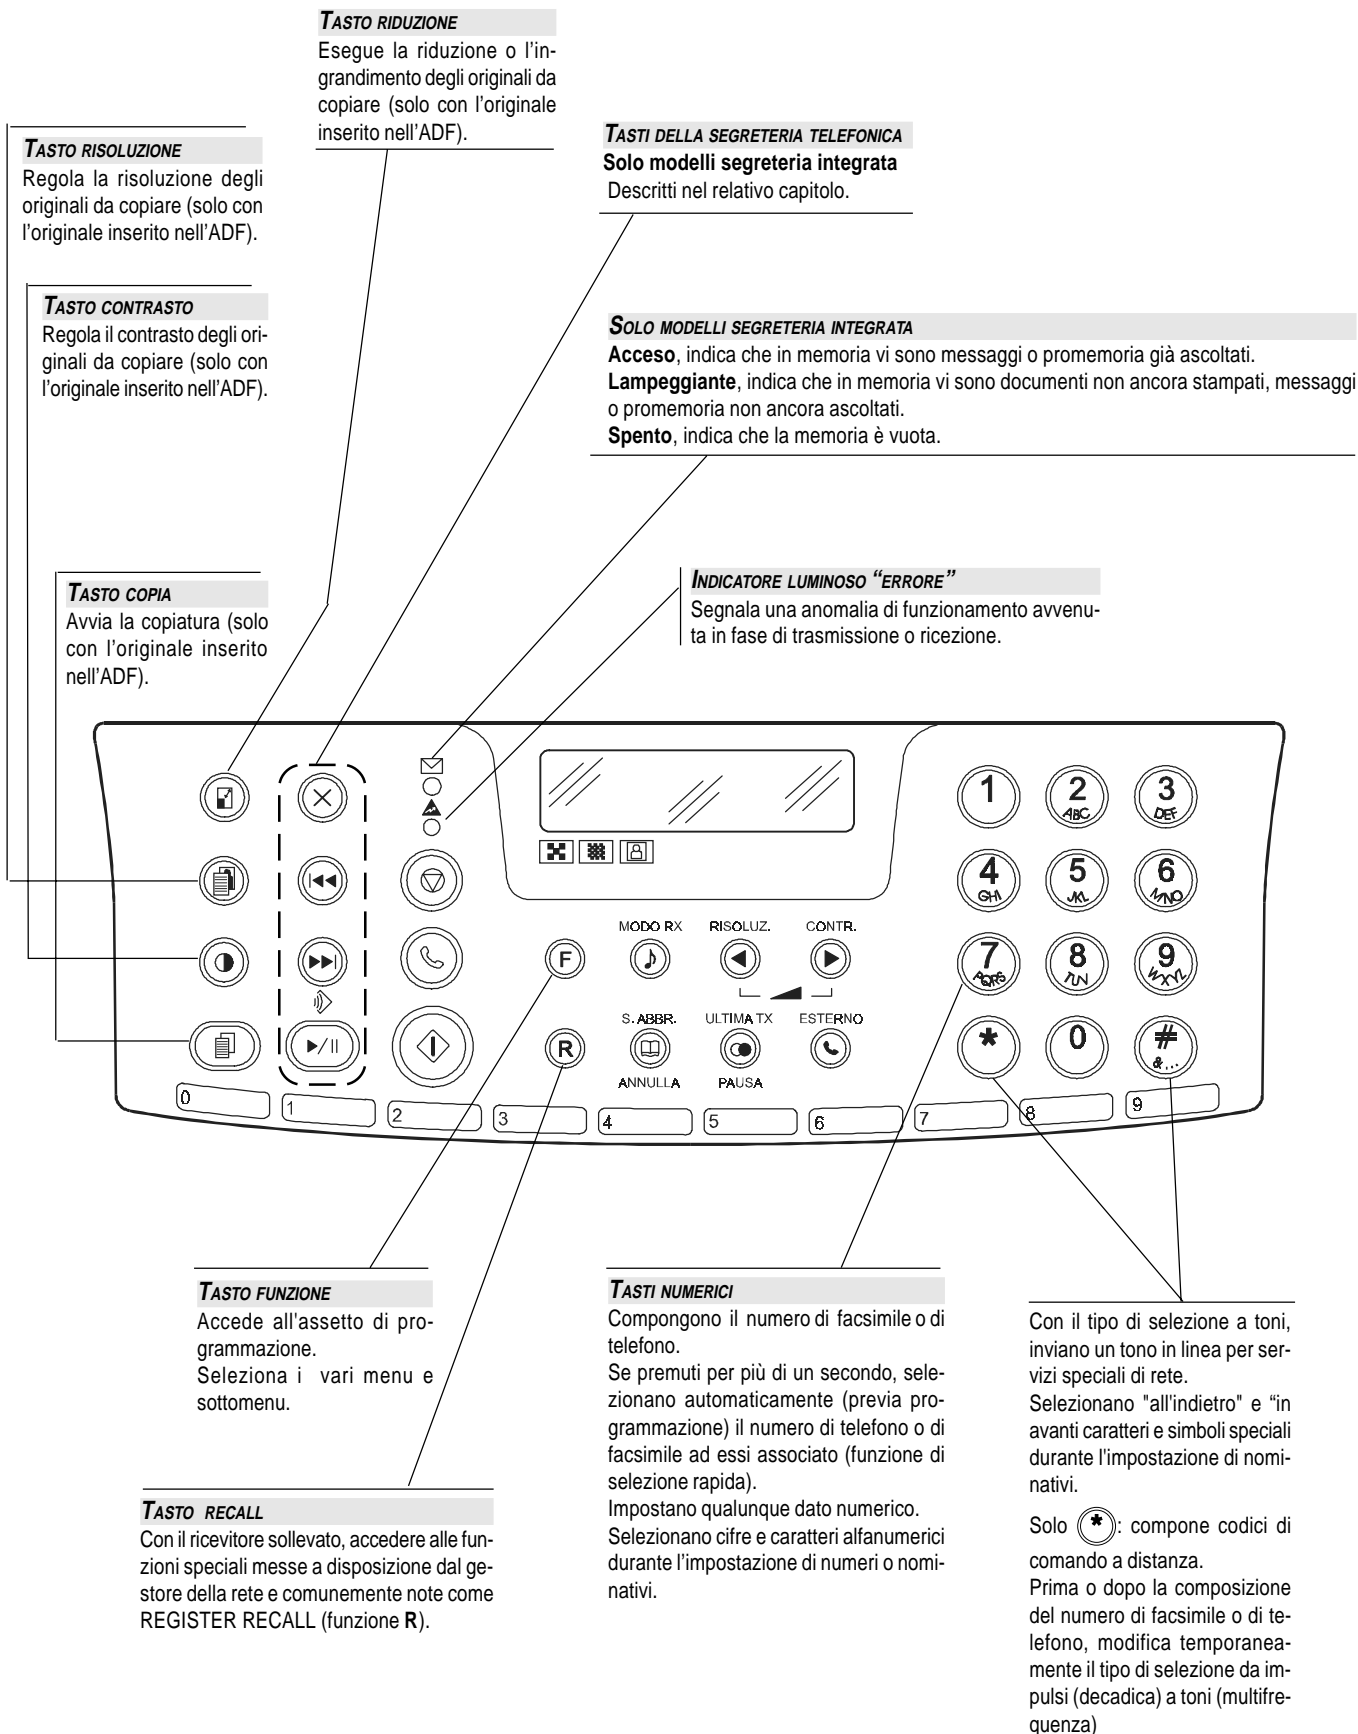 TASTO RIDUZIONE
Esegue la riduzione o l'in-
grandimento degli originali da
copiare (solo con l'originale
inserito nell'ADF).
TASTO RISOLUZIONE
Regola la risoluzione degli
originali da copiare (solo con
l'originale inserito nell'ADF).
TASTI DELLA SEGRETERIA TELEFONICA
Solo modelli segreteria integrata
Descritti nel relativo capitolo.
TASTO CONTRASTO
Regola il contrasto degli ori-
ginali da copiare (solo con
l'originale inserito nell'ADF).
SOLO MODELLI SEGRETERIA INTEGRATA
Acceso, indica che in memoria vi sono messaggi o promemoria già ascoltati.
Lampeggiante, indica che in memoria vi sono documenti non ancora stampati, messaggi
o promemoria non ancora ascoltati.
Spento, indica che la memoria è vuota.
TASTO COPIA
Avvia la copiatura (solo
con l'originale inserito
nell'ADF).
INDICATORE LUMINOSO “ERRORE”
Segnala una anomalia di funzionamento avvenu-
ta in fase di trasmissione o ricezione.
1 2 3
ABC DEF
4 5 6
GHI JKL MNO
MODO RX RISOLUZ. CONTR.
F
7 8 9
PQRS TUV WXYZ
S. ABBR. ULTIMA TX ESTERNO
R
* 0 #
&...
ANNULLA PAUSA
0 1 2 3 4 5 6 7 8 9
TASTO FUNZIONE
Accede all'assetto di pro-
grammazione.
Seleziona i vari menu e
sottomenu.
TASTO RECALL
Con il ricevitore sollevato, accedere alle fun-
zioni speciali messe a disposizione dal ge-
store della rete e comunemente note come
REGISTER RECALL (funzione R).
TASTI NUMERICI
Compongono il numero di facsimile o di
telefono.
Se premuti per più di un secondo, sele-
zionano automaticamente (previa pro-
grammazione) il numero di telefono o di
facsimile ad essi associato (funzione di
selezione rapida).
Impostano qualunque dato numerico.
Selezionano cifre e caratteri alfanumerici
durante l'impostazione di numeri o nomi-
nativi.
Con il tipo di selezione a toni,
inviano un tono in linea per ser-
vizi speciali di rete.
Selezionano "all'indietro" e “in
avanti caratteri e simboli speciali
durante l'impostazione di nomi-
nativi.
Solo *: compone codici di
comando a distanza.
Prima o dopo la composizione
del numero di facsimile o di te-
lefono, modifica temporanea-
mente il tipo di selezione da im-
pulsi (decadica) a toni (multifre-
quenza)